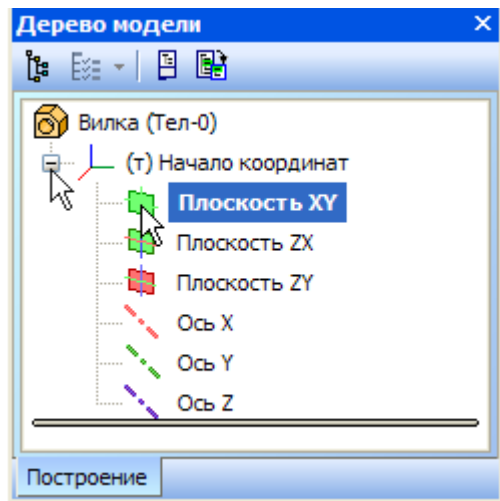 Дерево модели
Вилка (Тел-0)
(т) Начало координат
Плоскость XY
Плоскость ZX
Плоскость ZY
Ось X
Ось Y
Ось Z
Построение